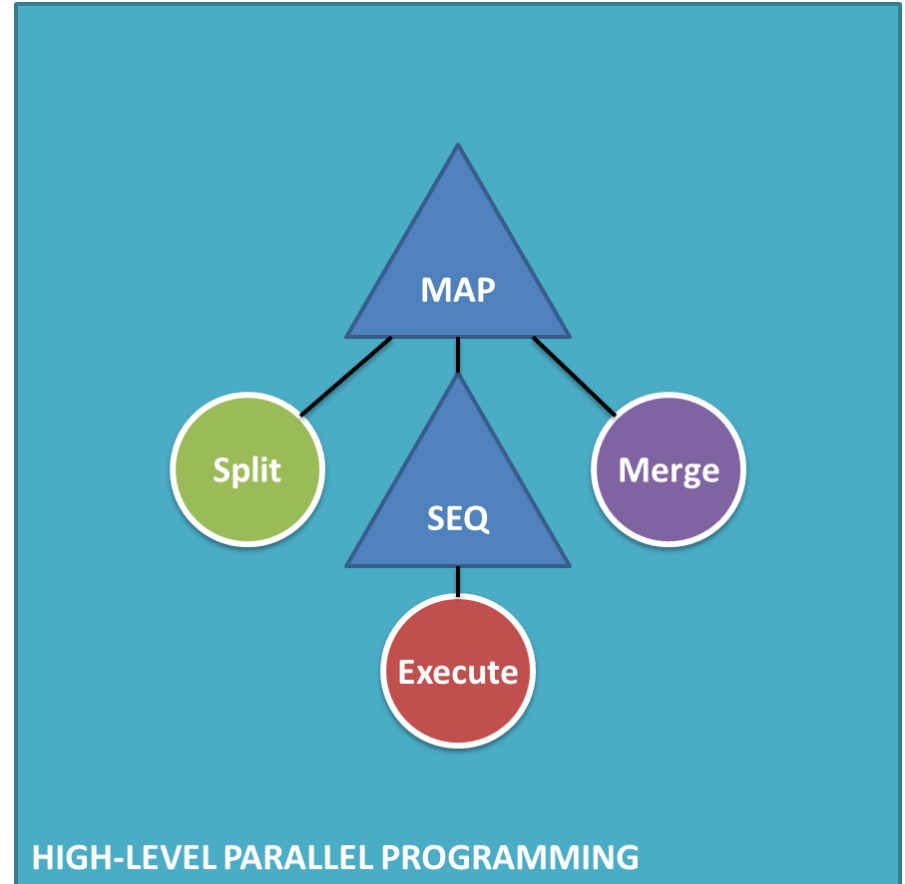 MAP
Split
SEQ
Merge
Execute
HIGH-LEVEL PARALLEL PROGRAMMING